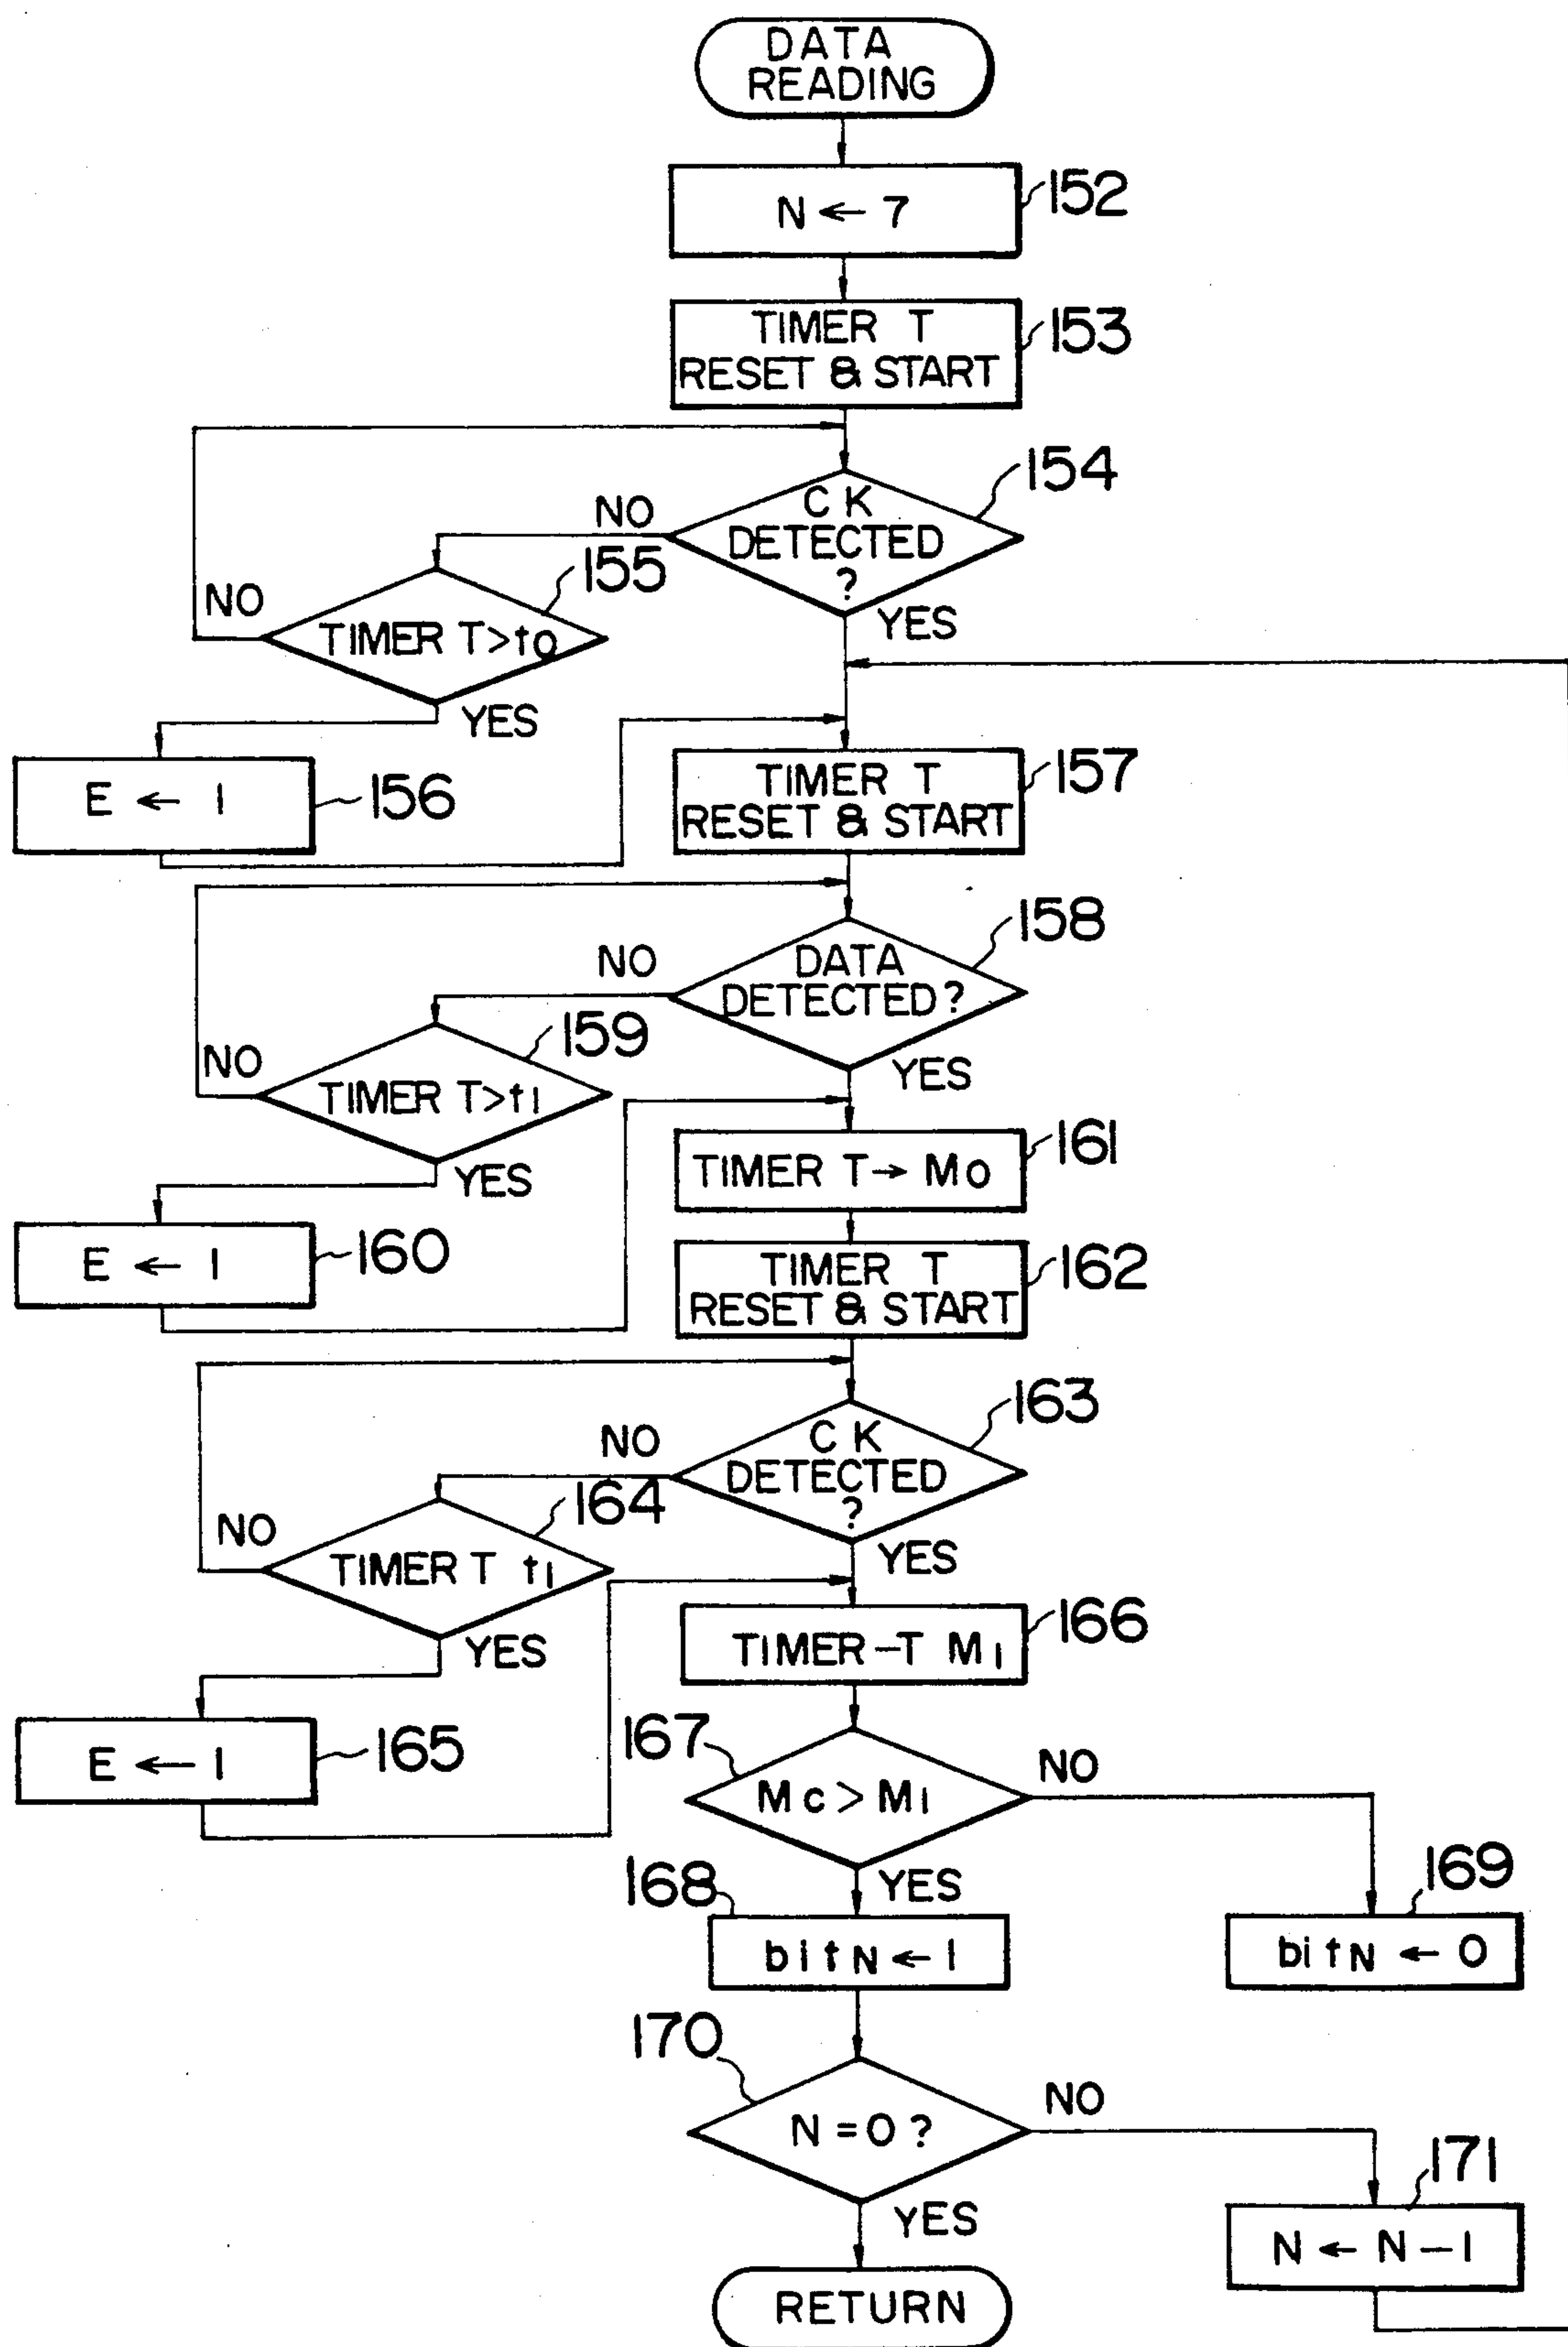 DATA
READING
N ← 7
152
TIMER T
RESET & START
153
154
CK
DETECTED
?
NO
YES
155
TIMER T>t0
NO
YES
E ← 1
156
TIMER T
RESET & START
157
158
DATA
DETECTED?
NO
YES
159
TIMER T>t1
NO
YES
161
TIMER T→ M0
E ← 1
160
TIMER T
RESET & START
162
163
CK
DETECTED
?
NO
YES
164
TIMER T t1
NO
YES
166
TIMER –T M1
E ← 1
165
167
Mc > M1
NO
YES
168
bit N ← 1
169
bit N ← 0
170
N = 0 ?
NO
YES
171
N ← N – 1
RETURN